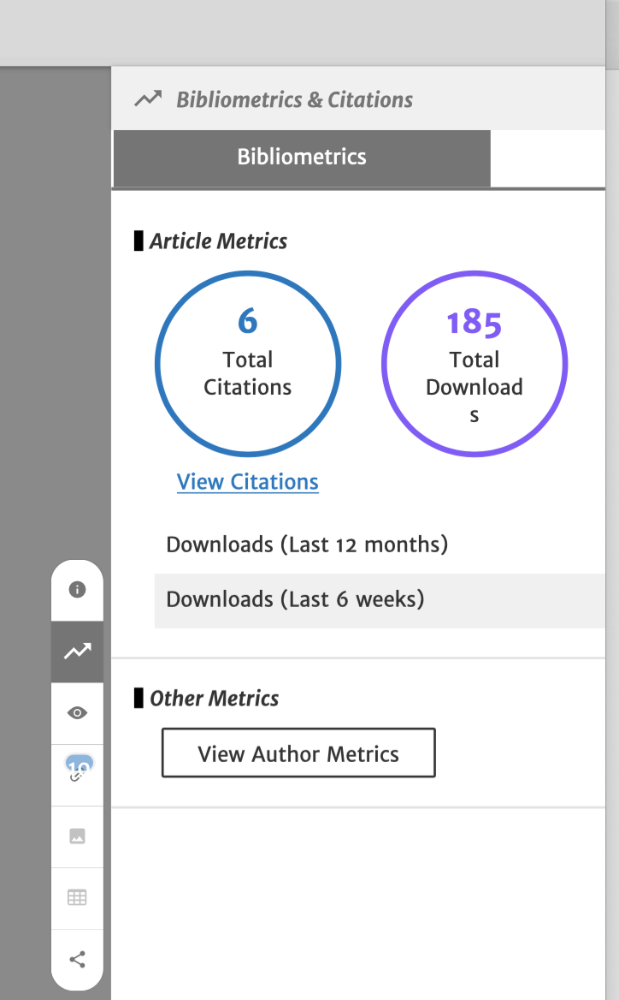 Bibliometrics & Citations
Bibliometrics
Article Metrics
6
Total
Citations
185
Total
Download
s
View Citations
Downloads (Last 12 months)
Downloads (Last 6 weeks)
Other Metrics
View Author Metrics
10